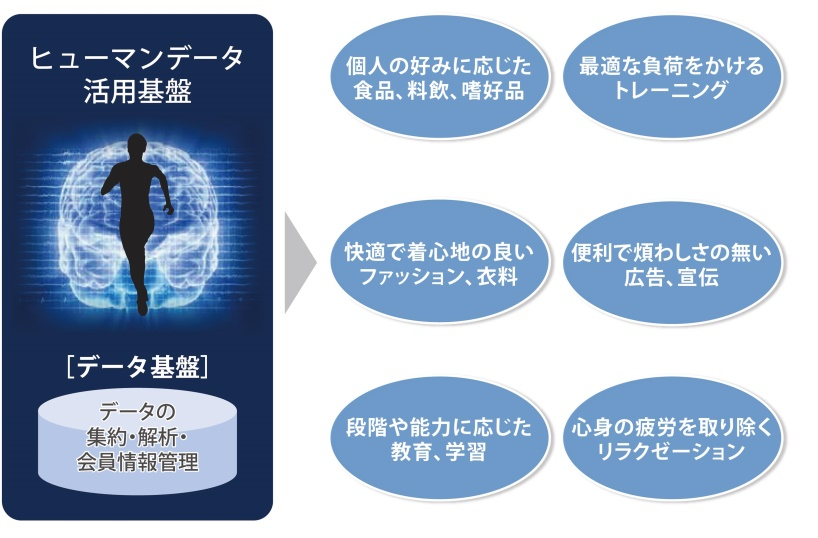 ヒューマンデータ
活用基盤
［データ基盤］
データの
集約・解析・
会員情報管理
個人の好みに応じた
食品、料飲、嗜好品
最適な負荷をかける
トレーニング
快適で着心地の良い
ファッション、衣料
便利で煩わしさの無い
広告、宣伝
段階や能力に応じた
教育、学習
心身の疲労を取り除く
リラクゼーション